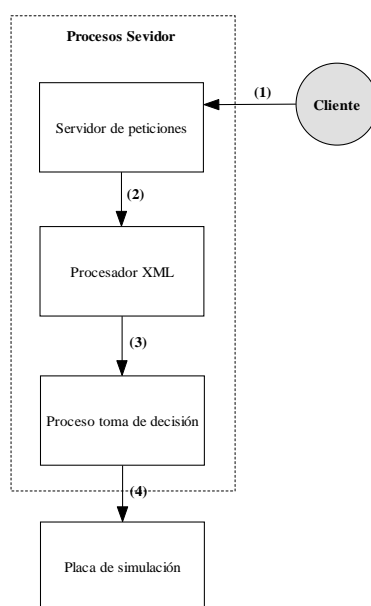 Procesos Sevidor
(1)
Cliente
Servidor de peticiones
(2)
Procesador XML
(3)
Proceso toma de decisión
(4)
Placa de simulación